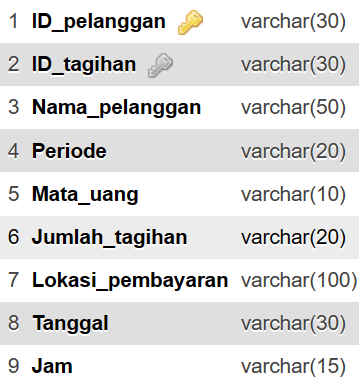 1 ID_pelanggan varchar(30)
2 ID_tagihan varchar(30)
3 Nama_pelanggan varchar(50)
4 Periode varchar(20)
5 Mata_uang varchar(10)
6 Jumlah_tagihan varchar(20)
7 Lokasi_pembayaran varchar(100)
8 Tanggal varchar(30)
9 Jam varchar(15)